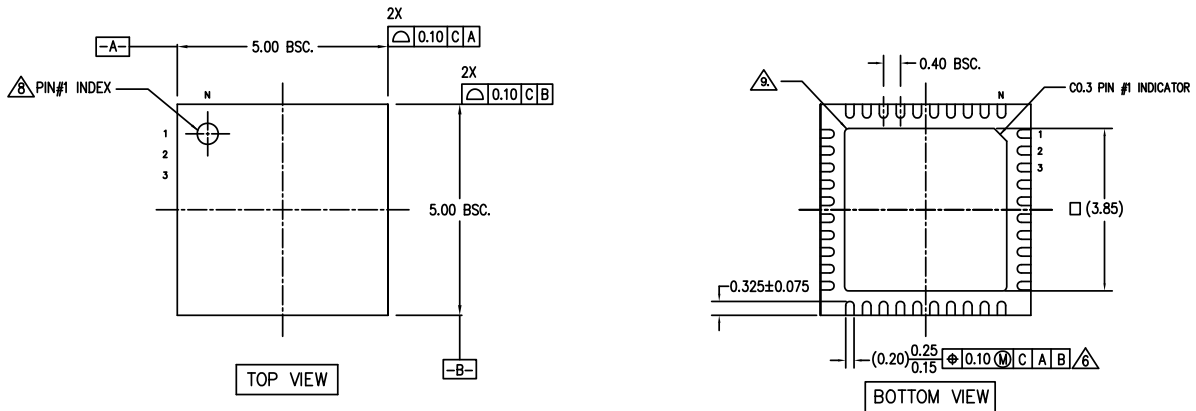 2X
-A-
5.00 BSC.
⌓ 0.10 C A
2X
⌓ 0.10 C B
8 PIN#1 INDEX
N
1
2
3
5.00 BSC.
-B-
TOP VIEW
9.
0.40 BSC.
N
C0.3 PIN #1 INDICATOR
1
2
3
□ (3.85)
0.325±0.075
(0.20) 0.25
0.15
⌖ 0.10 Ⓜ C A B 6
BOTTOM VIEW